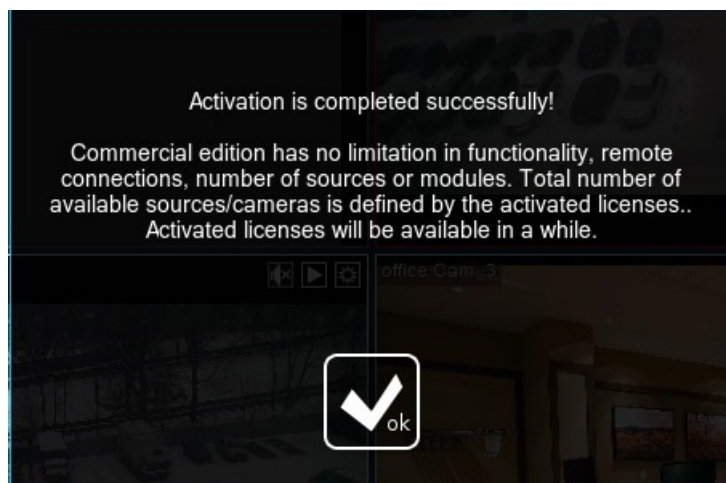 Activation is completed successfully!
Commercial edition has no limitation in functionality, remote
connections, number of sources or modules. Total number of
available sources/cameras is defined by the activated licenses..
Activated licenses will be available in a while.
office Cam 3
ok